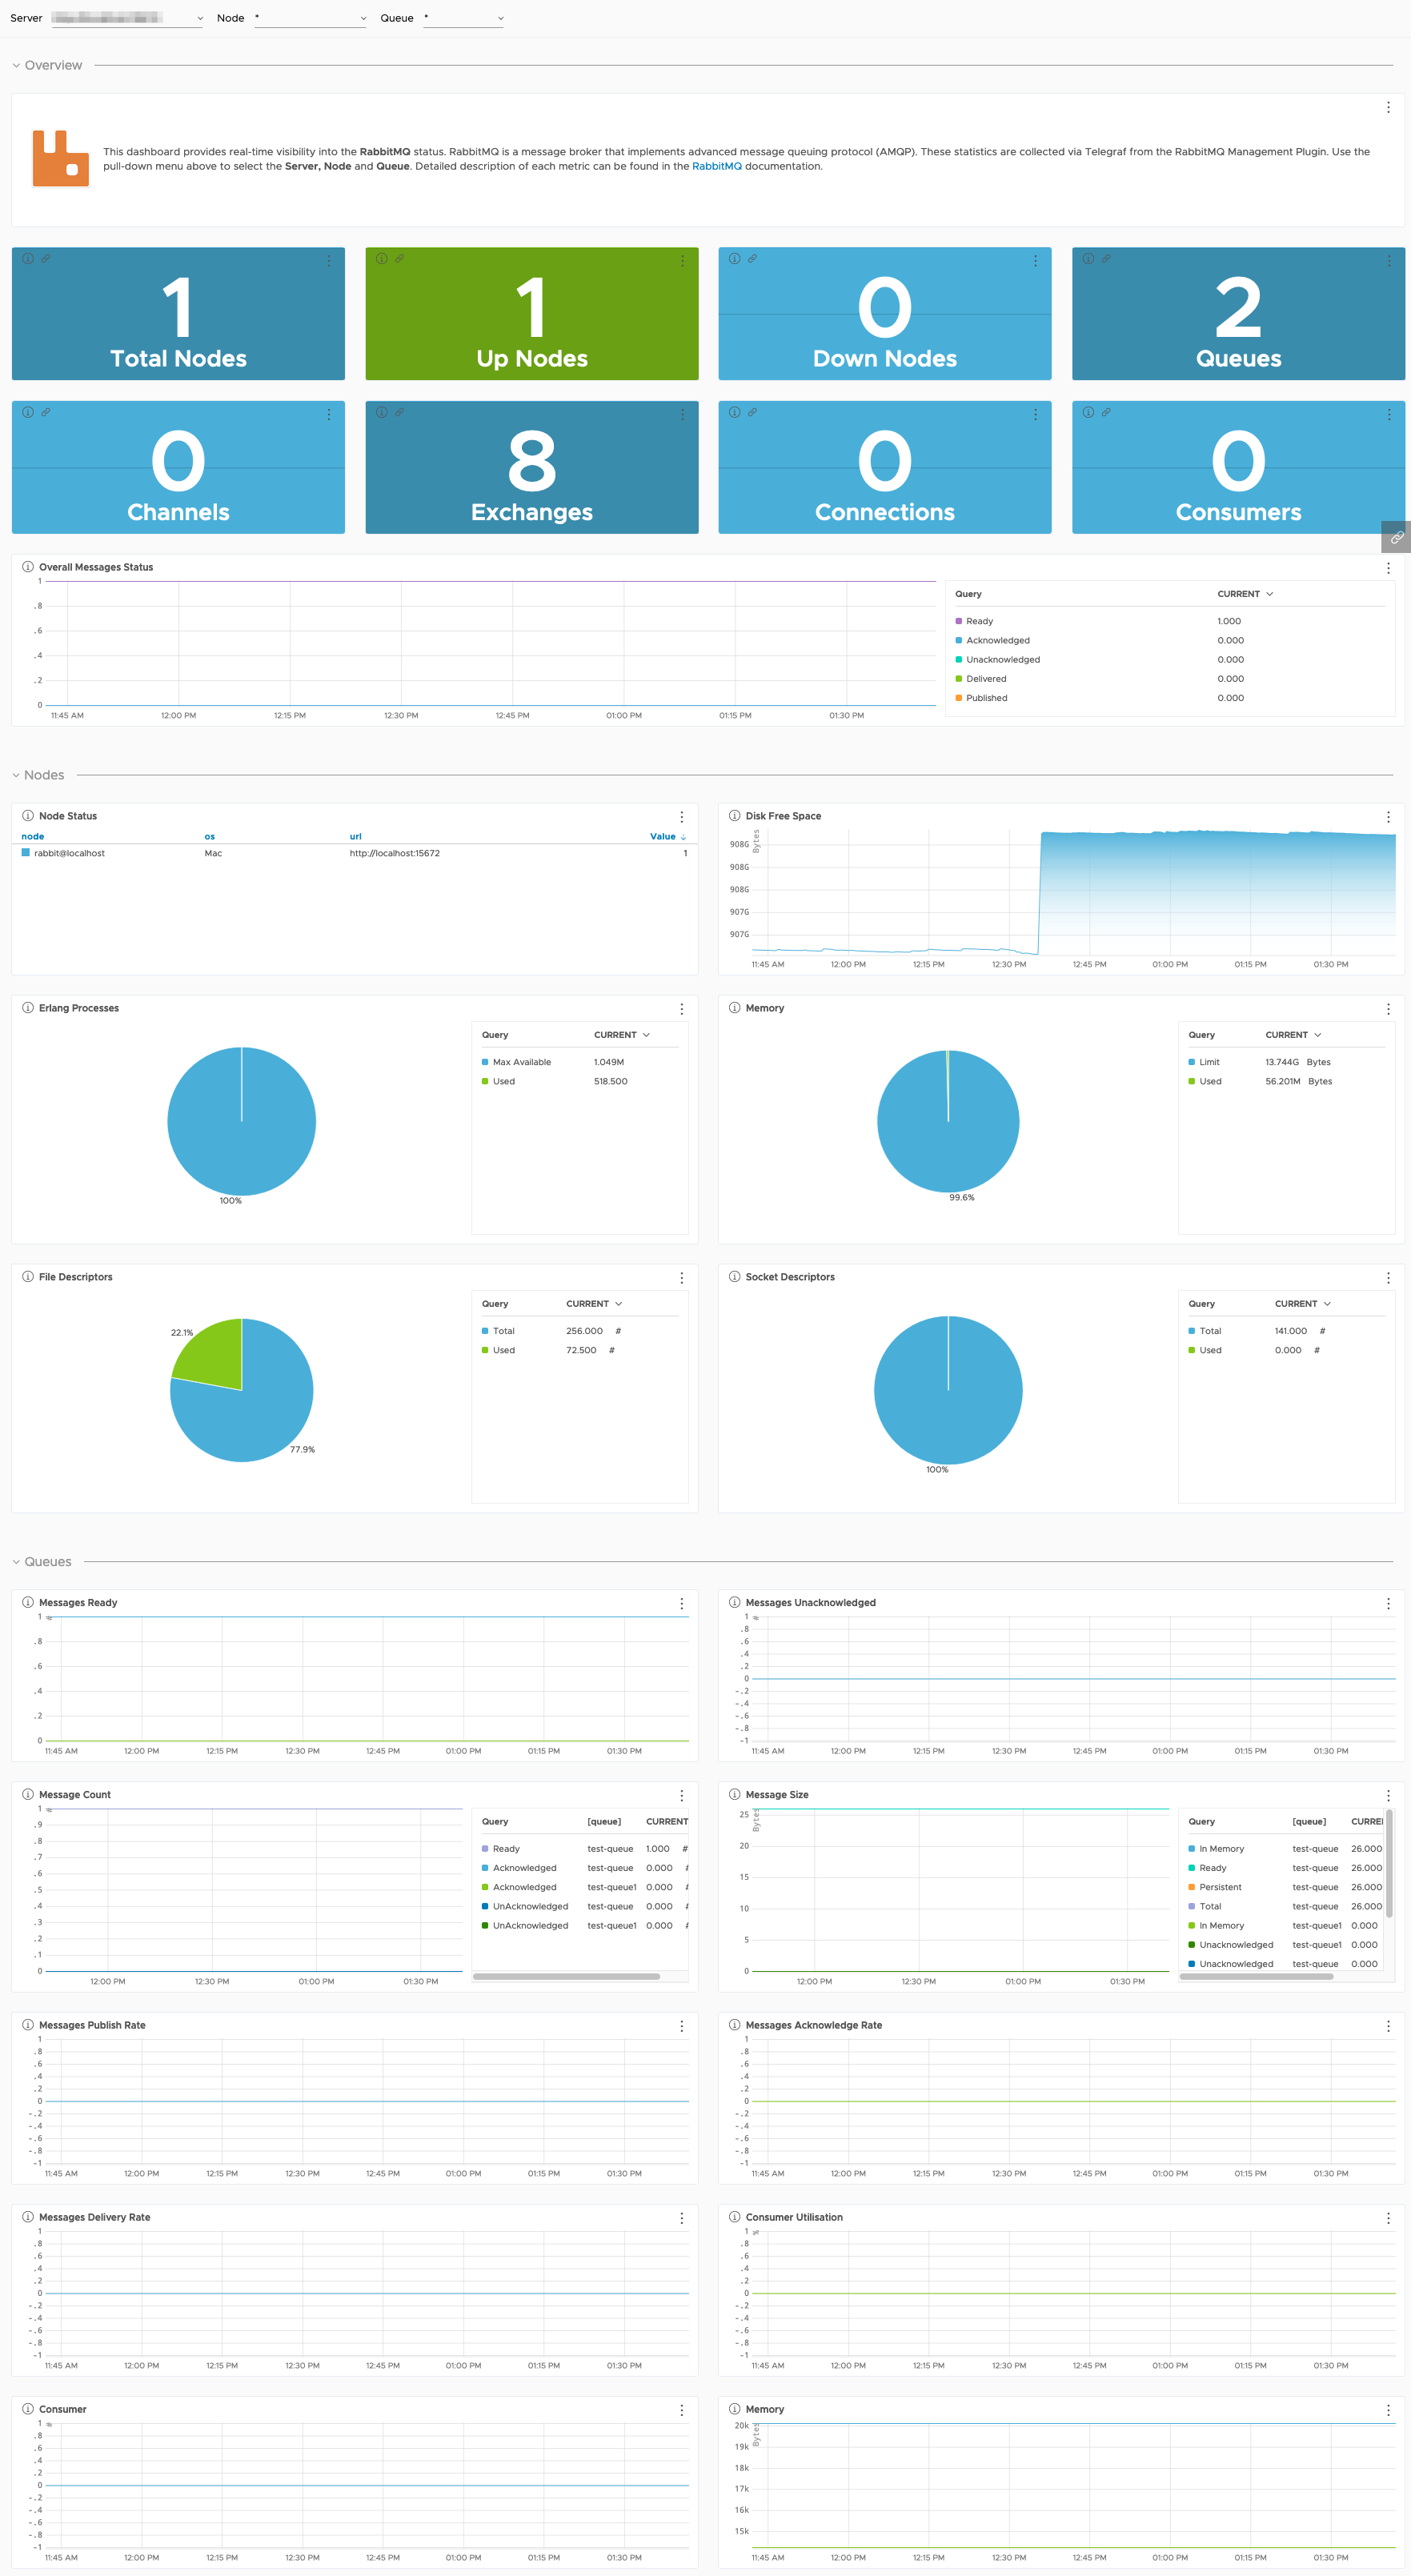 Server Node * Queue *
Overview
This dashboard provides real-time visibility into the RabbitMQ status. RabbitMQ is a message broker that implements advanced message queuing protocol (AMQP). These statistics are collected via Telegraf from the RabbitMQ Management Plugin. Use the
pull-down menu above to select the Server, Node and Queue. Detailed description of each metric can be found in the RabbitMQ documentation.
1 1 0 2
Total Nodes Up Nodes Down Nodes Queues
0 8 0 0
Channels Exchanges Connections Consumers
Overall Messages Status
1
.8
.6
.4
.2
0
11:45 AM 12:00 PM 12:15 PM 12:30 PM 12:45 PM 01:00 PM 01:15 PM 01:30 PM
Query CURRENT
Ready 1.000
Acknowledged 0.000
Unacknowledged 0.000
Delivered 0.000
Published 0.000
Nodes
Node Status
node os url Value
rabbit@localhost Mac http://localhost:15672 1
Disk Free Space
Bytes
908G
908G
908G
907G
907G
11:45 AM 12:00 PM 12:15 PM 12:30 PM 12:45 PM 01:00 PM 01:15 PM 01:30 PM
Erlang Processes
100%
Query CURRENT
Max Available 1.049M
Used 518.500
Memory
99.6%
Query CURRENT
Limit 13.744G Bytes
Used 56.201M Bytes
File Descriptors
22.1%
77.9%
Query CURRENT
Total 256.000 #
Used 72.500 #
Socket Descriptors
100%
Query CURRENT
Total 141.000 #
Used 0.000 #
Queues
Messages Ready
1 #
.8
.6
.4
.2
0
11:45 AM 12:00 PM 12:15 PM 12:30 PM 12:45 PM 01:00 PM 01:15 PM 01:30 PM
Messages Unacknowledged
1 #
.8
.6
.4
.2
0
-.2
-.4
-.6
-.8
-1
11:45 AM 12:00 PM 12:15 PM 12:30 PM 12:45 PM 01:00 PM 01:15 PM 01:30 PM
Message Count
1 #
.9
.8
.7
.6
.5
.4
.3
.2
.1
0
12:00 PM 12:30 PM 01:00 PM 01:30 PM
Query [queue] CURRENT
Ready test-queue 1.000 #
Acknowledged test-queue 0.000 #
Acknowledged test-queue1 0.000 #
UnAcknowledged test-queue 0.000 #
UnAcknowledged test-queue1 0.000 #
Message Size
Bytes
25
20
15
10
5
0
12:00 PM 12:30 PM 01:00 PM 01:30 PM
Query [queue] CURRE
In Memory test-queue 26.000
Ready test-queue 26.000
Persistent test-queue 26.000
Total test-queue 26.000
In Memory test-queue1 0.000
Unacknowledged test-queue1 0.000
Unacknowledged test-queue 0.000
Messages Publish Rate
1
.8
.6
.4
.2
0
-.2
-.4
-.6
-.8
-1
11:45 AM 12:00 PM 12:15 PM 12:30 PM 12:45 PM 01:00 PM 01:15 PM 01:30 PM
Messages Acknowledge Rate
1
.8
.6
.4
.2
0
-.2
-.4
-.6
-.8
-1
11:45 AM 12:00 PM 12:15 PM 12:30 PM 12:45 PM 01:00 PM 01:15 PM 01:30 PM
Messages Delivery Rate
1
.8
.6
.4
.2
0
-.2
-.4
-.6
-.8
-1
11:45 AM 12:00 PM 12:15 PM 12:30 PM 12:45 PM 01:00 PM 01:15 PM 01:30 PM
Consumer Utilisation
1 %
.8
.6
.4
.2
0
-.2
-.4
-.6
-.8
-1
11:45 AM 12:00 PM 12:15 PM 12:30 PM 12:45 PM 01:00 PM 01:15 PM 01:30 PM
Consumer
1 #
.8
.6
.4
.2
0
-.2
-.4
-.6
-.8
-1
11:45 AM 12:00 PM 12:15 PM 12:30 PM 12:45 PM 01:00 PM 01:15 PM 01:30 PM
Memory
Bytes
20k
19k
18k
17k
16k
15k
11:45 AM 12:00 PM 12:15 PM 12:30 PM 12:45 PM 01:00 PM 01:15 PM 01:30 PM